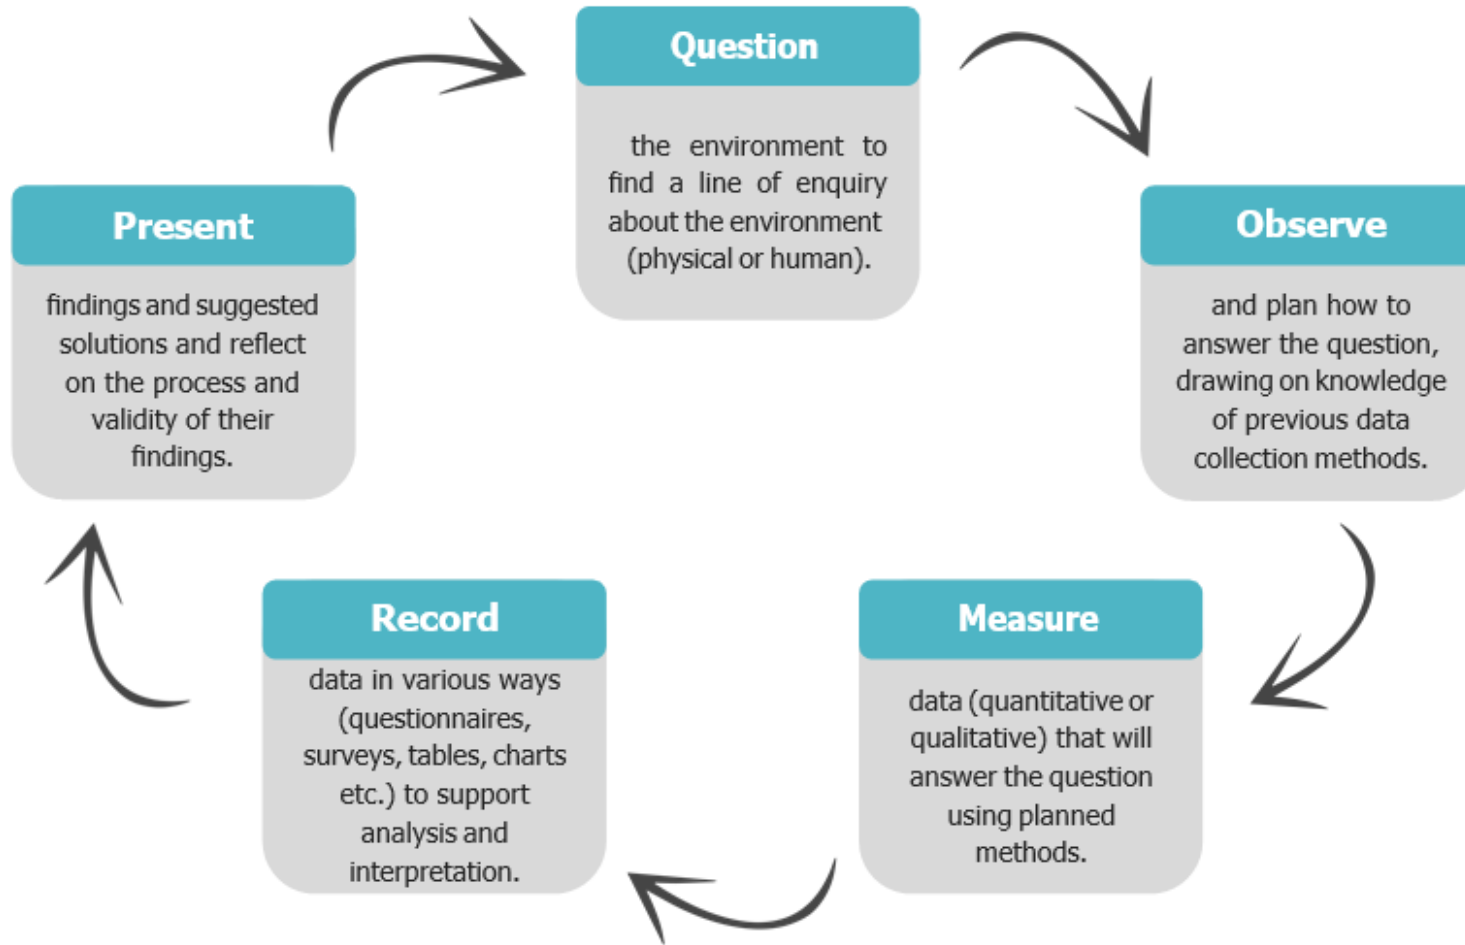 Question
the environment to
find a line of enquiry
about the environment
(physical or human).
Observe
and plan how to
answer the question,
drawing on knowledge
of previous data
collection methods.
Measure
data (quantitative or
qualitative) that will
answer the question
using planned
methods.
Record
data in various ways
(questionnaires,
surveys, tables, charts
etc.) to support
analysis and
interpretation.
Present
findings and suggested
solutions and reflect
on the process and
validity of their
findings.